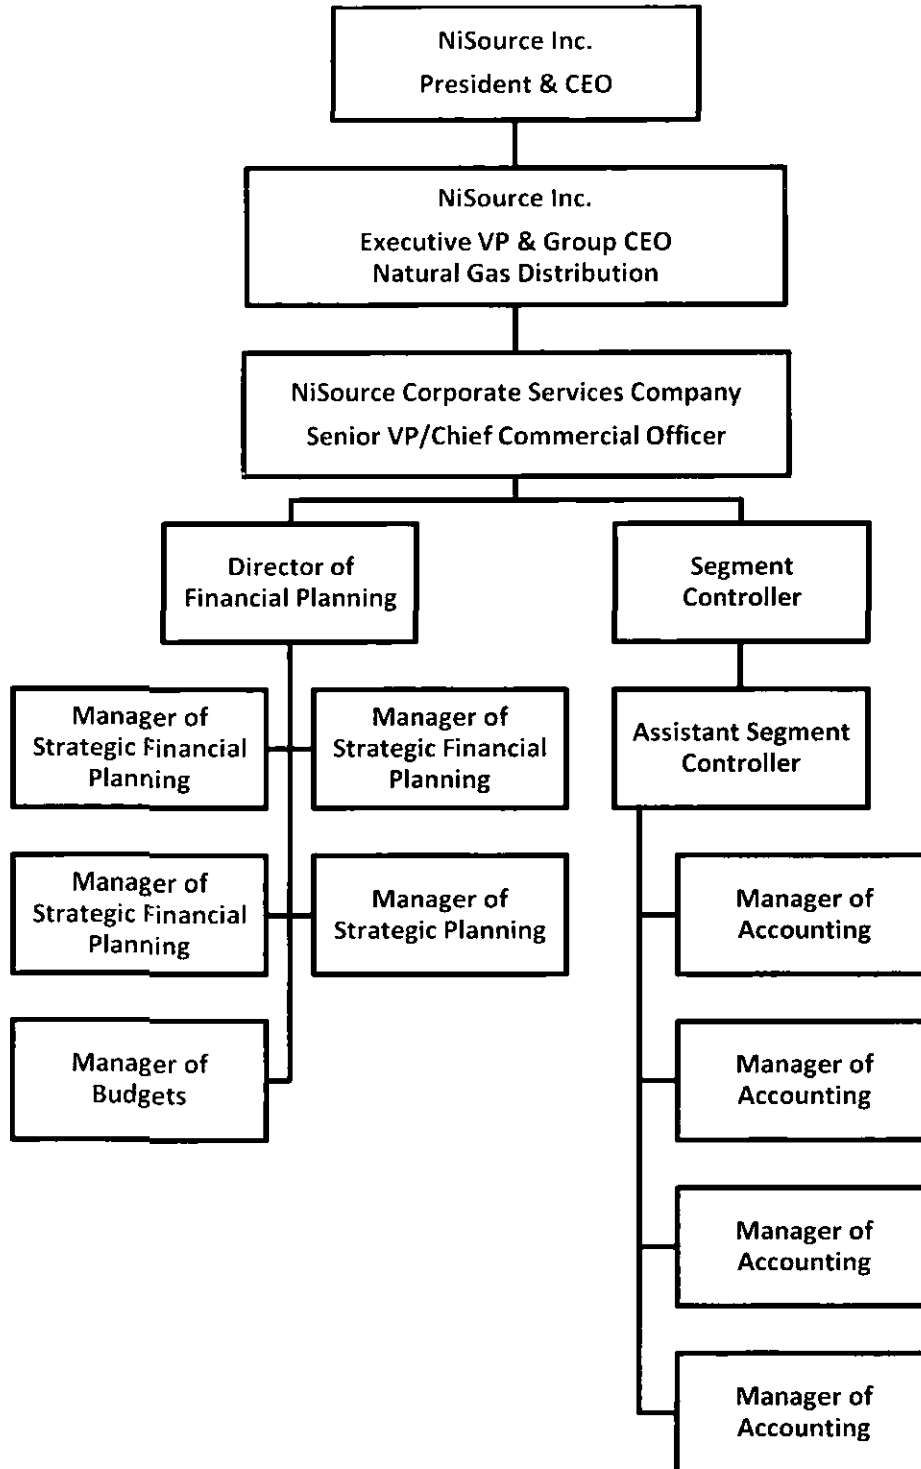 NiSource Inc.
President & CEO
NiSource Inc.
Executive VP & Group CEO
Natural Gas Distribution
NiSource Corporate Services Company
Senior VP/Chief Commercial Officer
Director of
Financial Planning
Segment
Controller
Manager of
Strategic Financial
Planning
Manager of
Strategic Financial
Planning
Assistant Segment
Controller
Manager of
Strategic Financial
Planning
Manager of
Strategic Planning
Manager of
Accounting
Manager of
Budgets
Manager of
Accounting
Manager of
Accounting
Manager of
Accounting